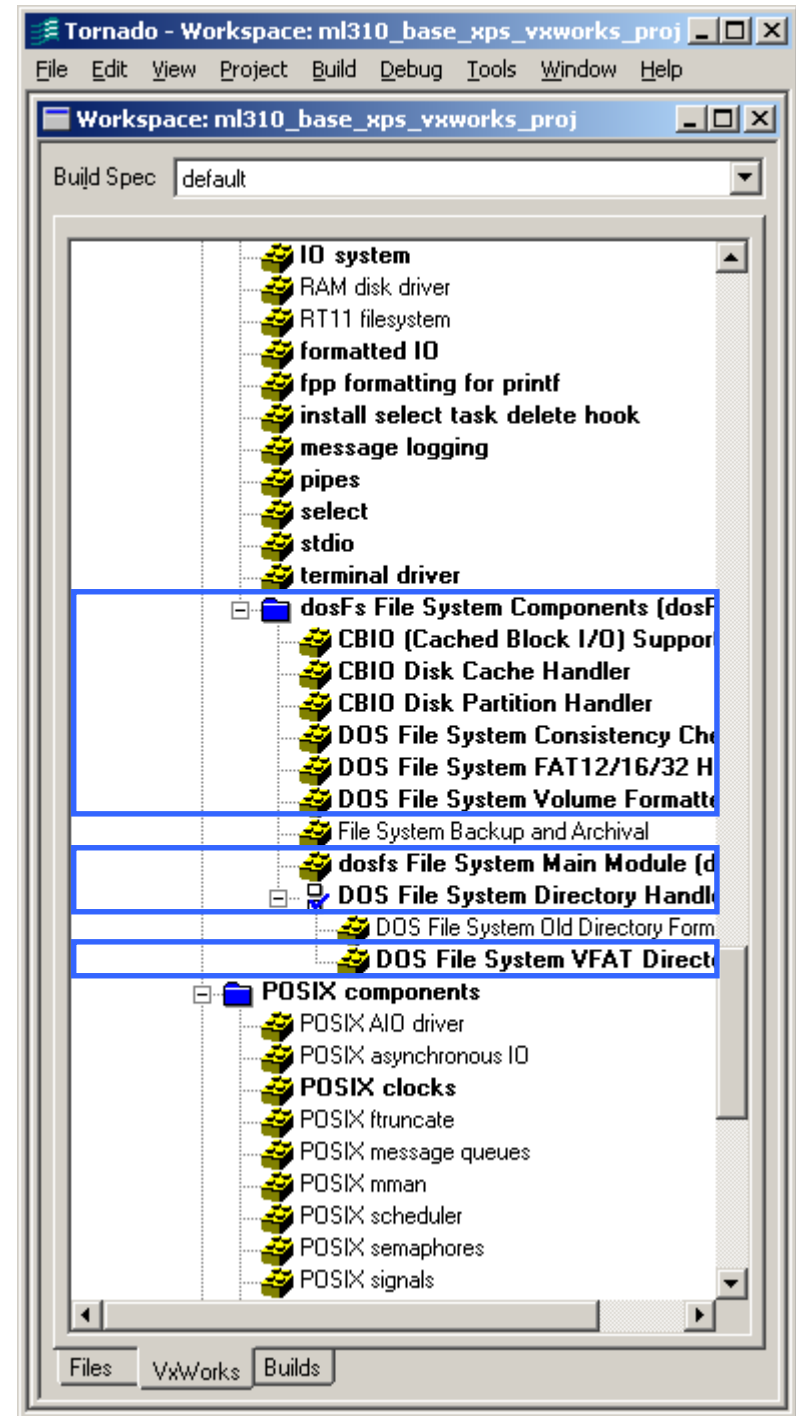 Tornado - Workspace: ml310_base_xps_vxworks_proj
File Edit View Project Build Debug Tools Window Help
Workspace: ml310_base_xps_vxworks_proj
Build Spec default
IO system
RAM disk driver
RT11 filesystem
formatted IO
fpp formatting for printf
install select task delete hook
message logging
pipes
select
stdio
terminal driver
dosFs File System Components (dosF
CBIO (Cached Block I/O) Suppor
CBIO Disk Cache Handler
CBIO Disk Partition Handler
DOS File System Consistency Che
DOS File System FAT12/16/32 H
DOS File System Volume Formatte
File System Backup and Archival
dosfs File System Main Module (d
DOS File System Directory Handle
DOS File System Old Directory Form
DOS File System VFAT Directo
POSIX components
POSIX AIO driver
POSIX asynchronous IO
POSIX clocks
POSIX ftruncate
POSIX message queues
POSIX mman
POSIX scheduler
POSIX semaphores
POSIX signals
Files VxWorks Builds